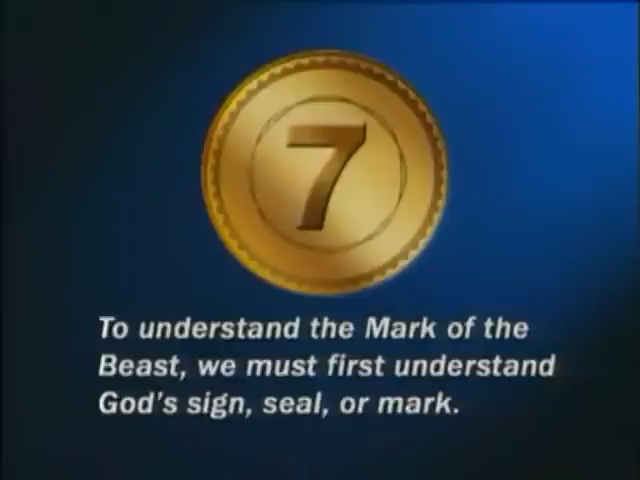 7
To understand the Mark of the
Beast, we must first understand
God's sign, seal, or mark.